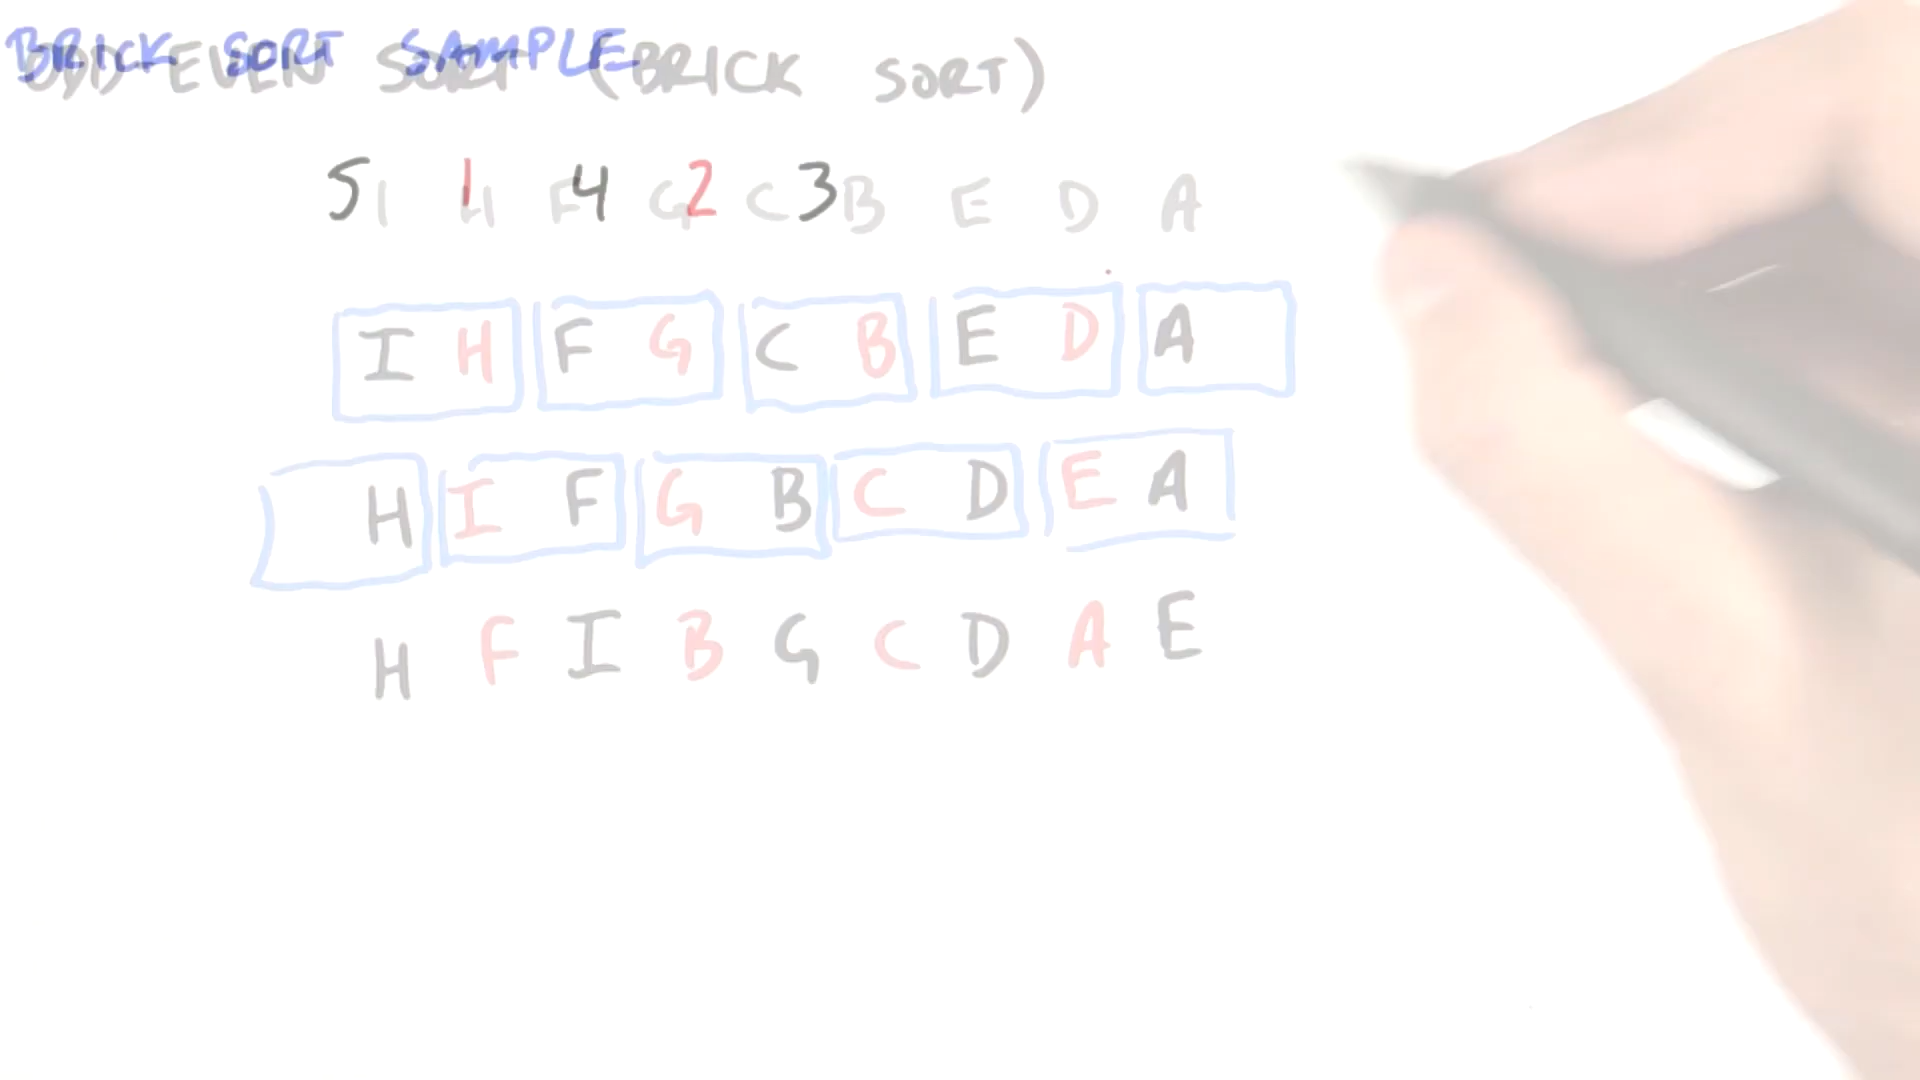 BRICK SORT SAMPLE
ODD-EVEN SORT (BRICK SORT)
5 1 4 2 3
I H F G C B E D A
I H F G C B E D A
H I F G B C D E A
H F I B G C D A E